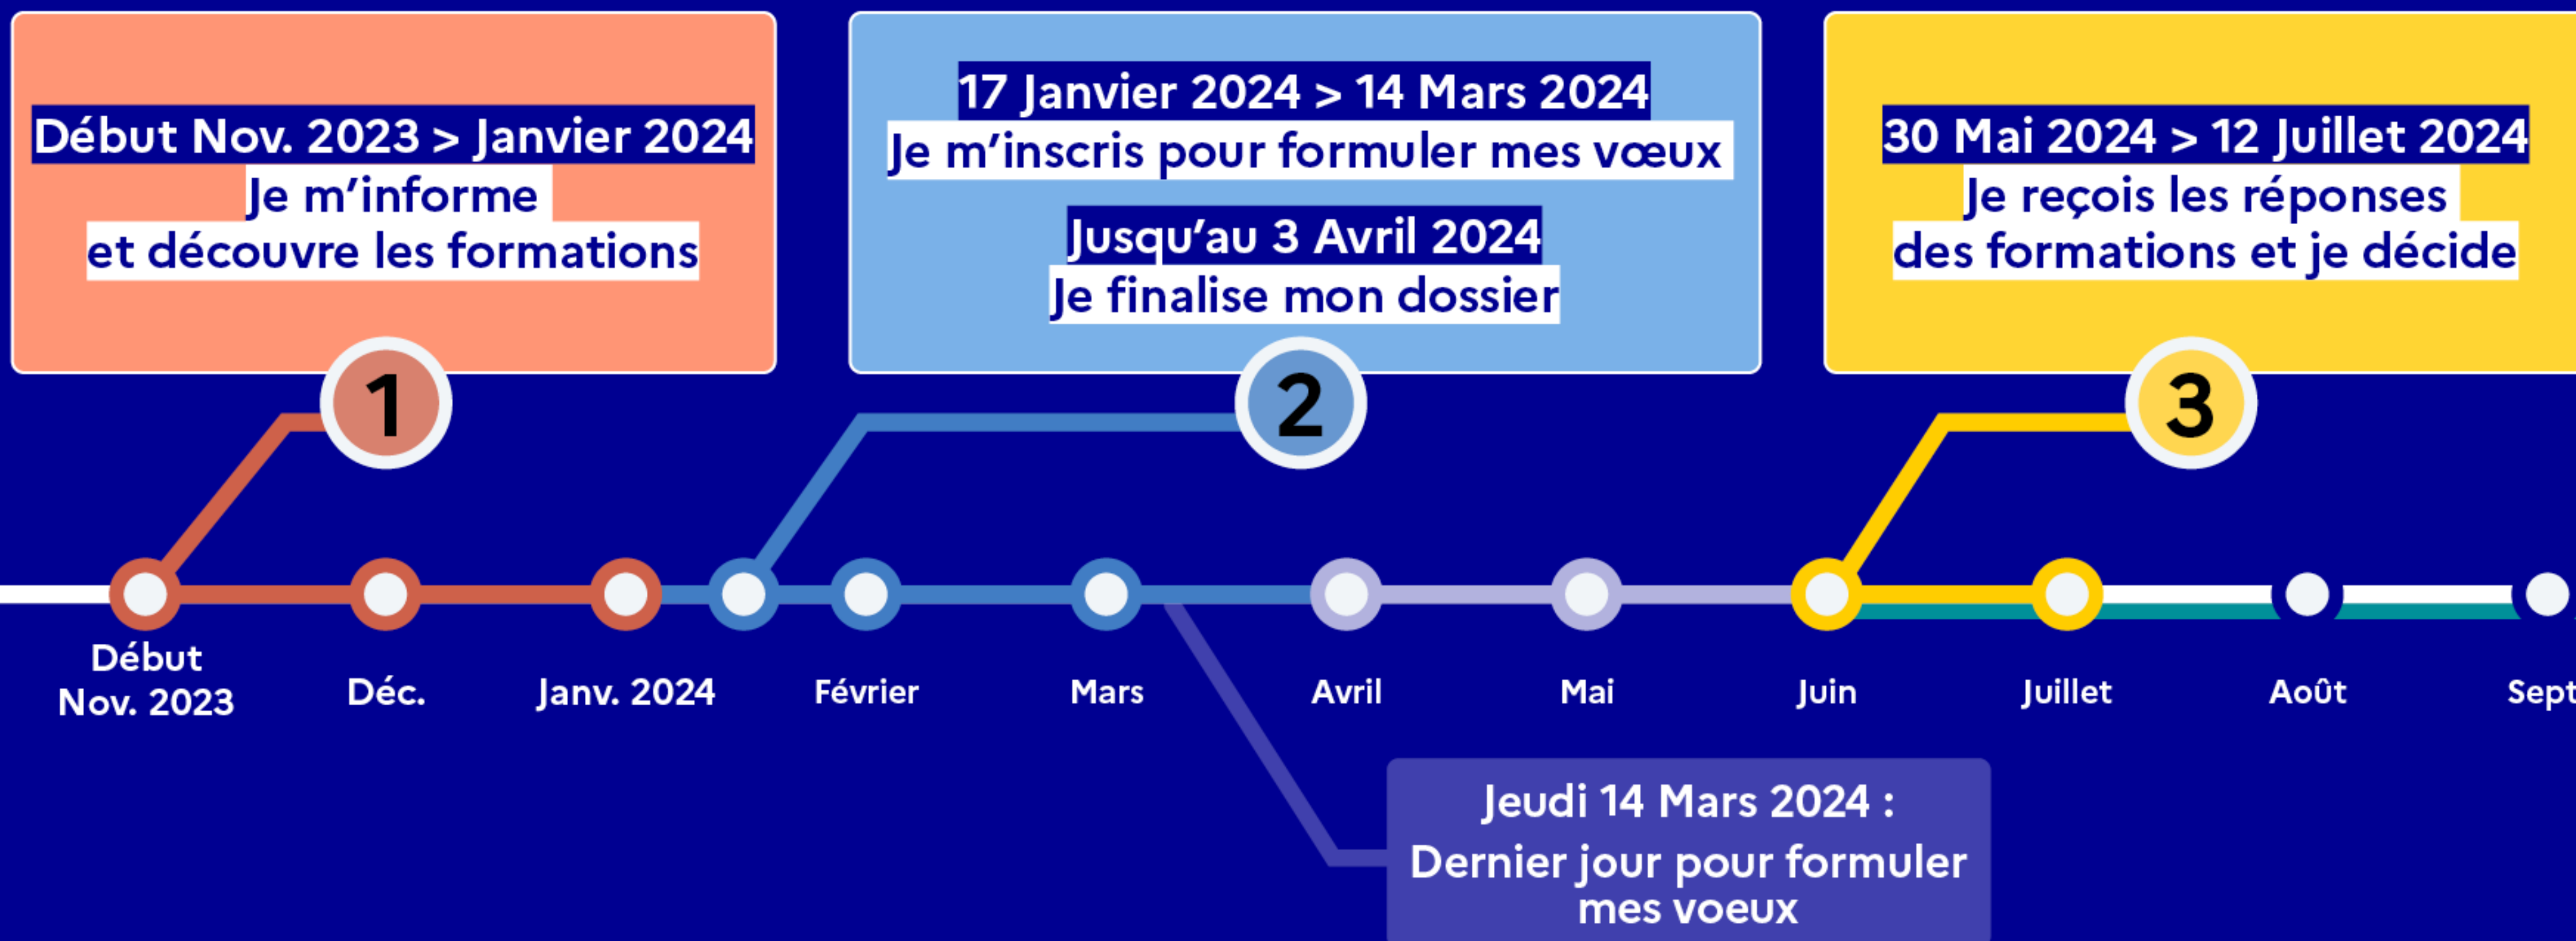 Début Nov. 2023 > Janvier 2024
Je m’informe
et découvre les formations
1
17 Janvier 2024 > 14 Mars 2024
Je m’inscris pour formuler mes vœux
Jusqu’au 3 Avril 2024
Je finalise mon dossier
2
30 Mai 2024 > 12 Juillet 2024
Je reçois les réponses
des formations et je décide
3
Début
Nov. 2023
Déc.
Janv. 2024
Février
Mars
Avril
Mai
Juin
Juillet
Août
Sept
Jeudi 14 Mars 2024 :
Dernier jour pour formuler
mes voeux